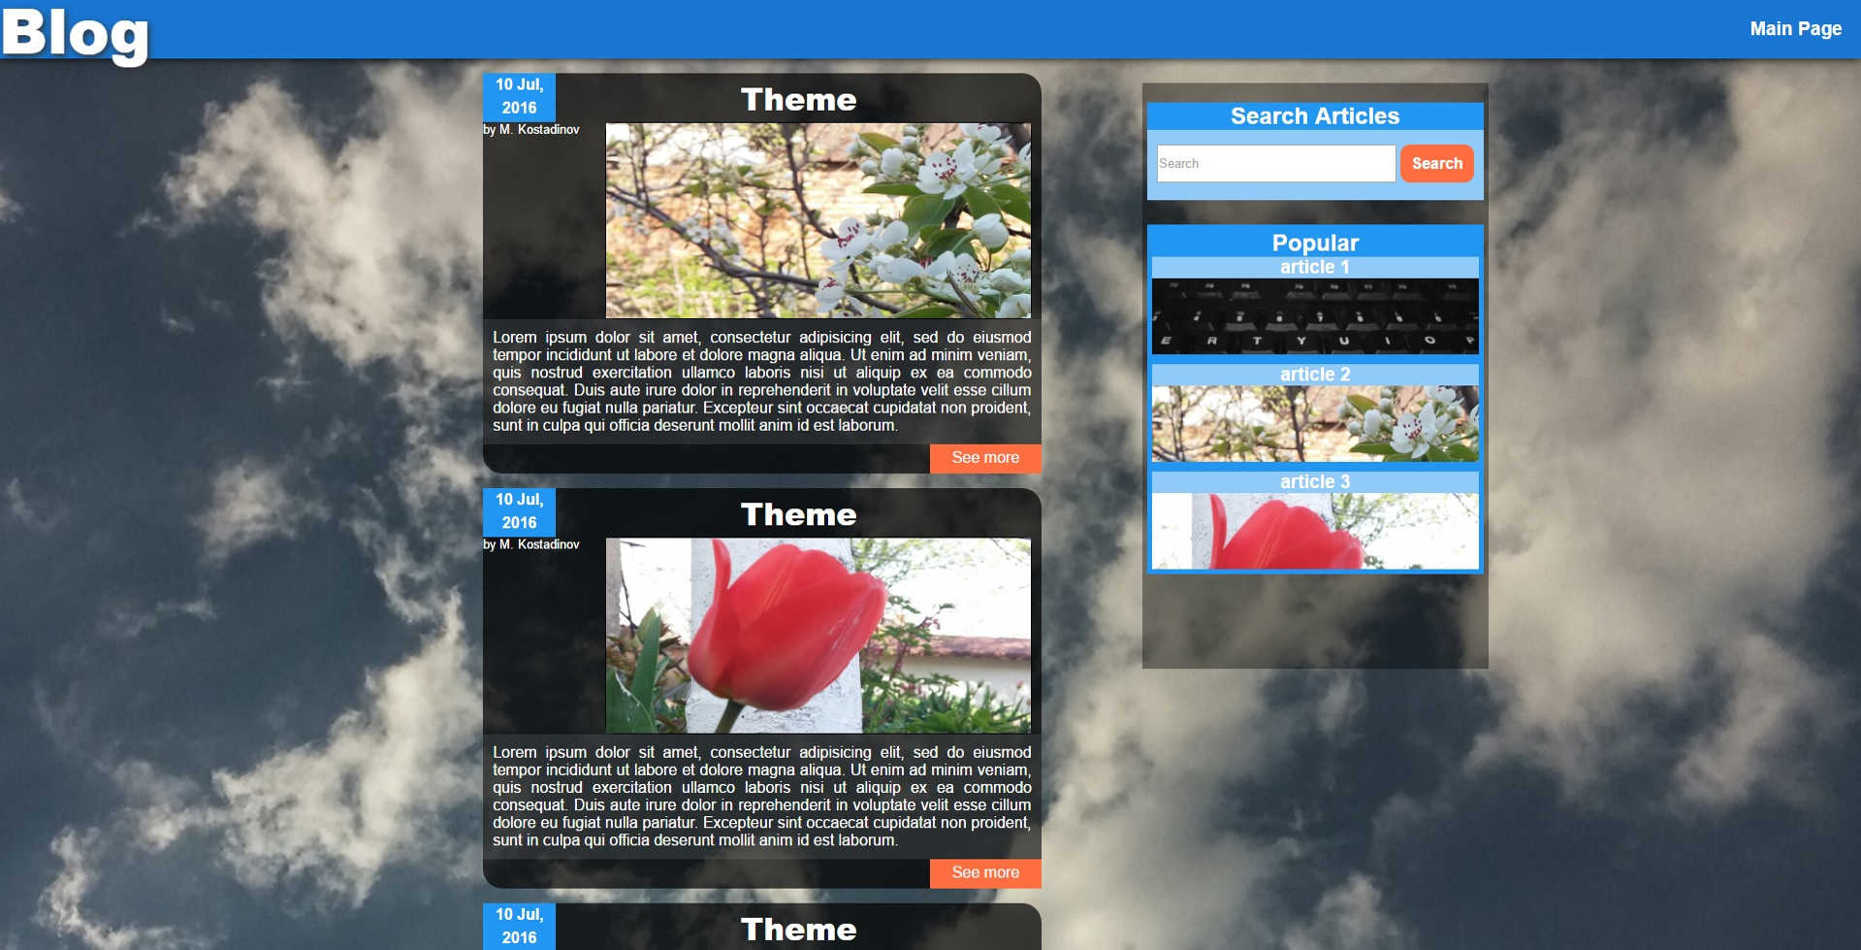 Blog
Main Page
10 Jul,
2016
Theme
by M. Kostadinov
Lorem ipsum dolor sit amet, consectetur adipisicing elit, sed do eiusmod
tempor incididunt ut labore et dolore magna aliqua. Ut enim ad minim veniam,
quis nostrud exercitation ullamco laboris nisi ut aliquip ex ea commodo
consequat. Duis aute irure dolor in reprehenderit in voluptate velit esse cillum
dolore eu fugiat nulla pariatur. Excepteur sint occaecat cupidatat non proident,
sunt in culpa qui officia deserunt mollit anim id est laborum.
See more
10 Jul,
2016
Theme
by M. Kostadinov
Lorem ipsum dolor sit amet, consectetur adipisicing elit, sed do eiusmod
tempor incididunt ut labore et dolore magna aliqua. Ut enim ad minim veniam,
quis nostrud exercitation ullamco laboris nisi ut aliquip ex ea commodo
consequat. Duis aute irure dolor in reprehenderit in voluptate velit esse cillum
dolore eu fugiat nulla pariatur. Excepteur sint occaecat cupidatat non proident,
sunt in culpa qui officia deserunt mollit anim id est laborum.
See more
10 Jul,
2016
Theme
Search Articles
Search
Search
Popular
article 1
E R T Y U I O P
article 2
article 3